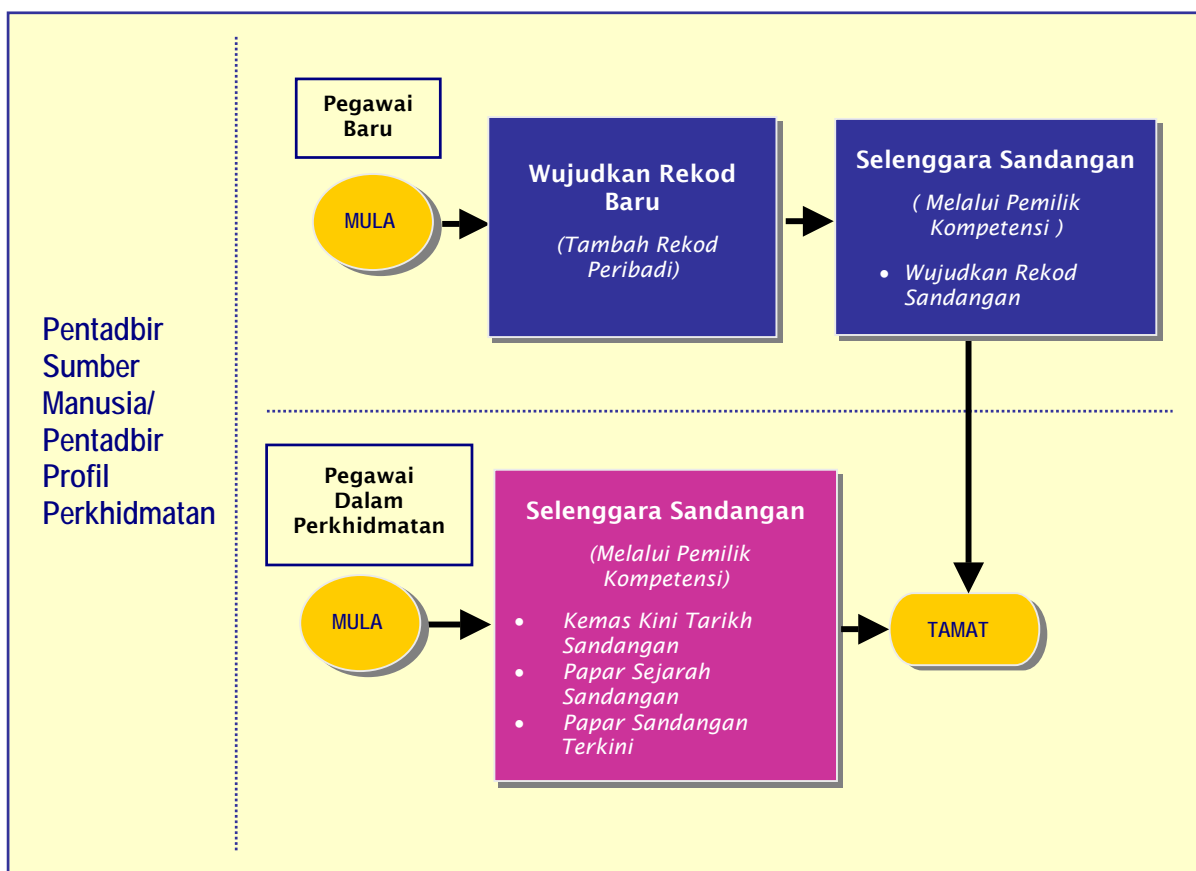 Pentadbir
Sumber
Manusia/
Pentadbir
Profil
Perkhidmatan
Pegawai
Baru
MULA
Wujudkan Rekod
Baru
(Tambah Rekod
Peribadi)
Selenggara Sandangan
( Melalui Pemilik
Kompetensi )
• Wujudkan Rekod
Sandangan
Pegawai
Dalam
Perkhidmatan
MULA
Selenggara Sandangan
(Melalui Pemilik
Kompetensi)
• Kemas Kini Tarikh
Sandangan
• Papar Sejarah
Sandangan
• Papar Sandangan
Terkini
TAMAT